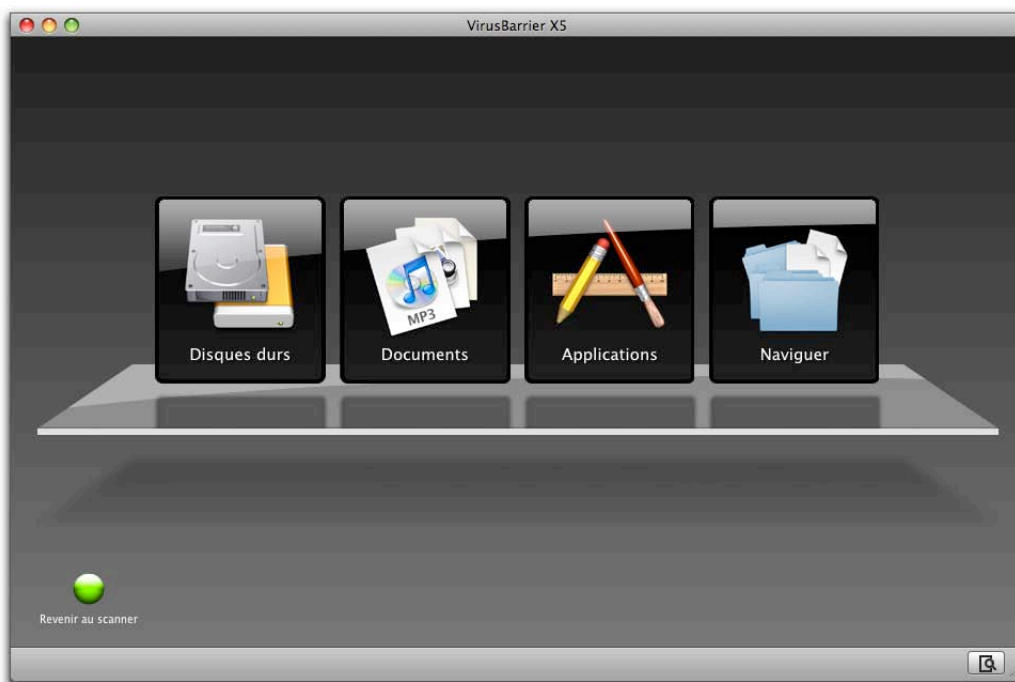 VirusBarrier X5
MP3
Disques durs
Documents
Applications
Naviguer
Revenir au scanner